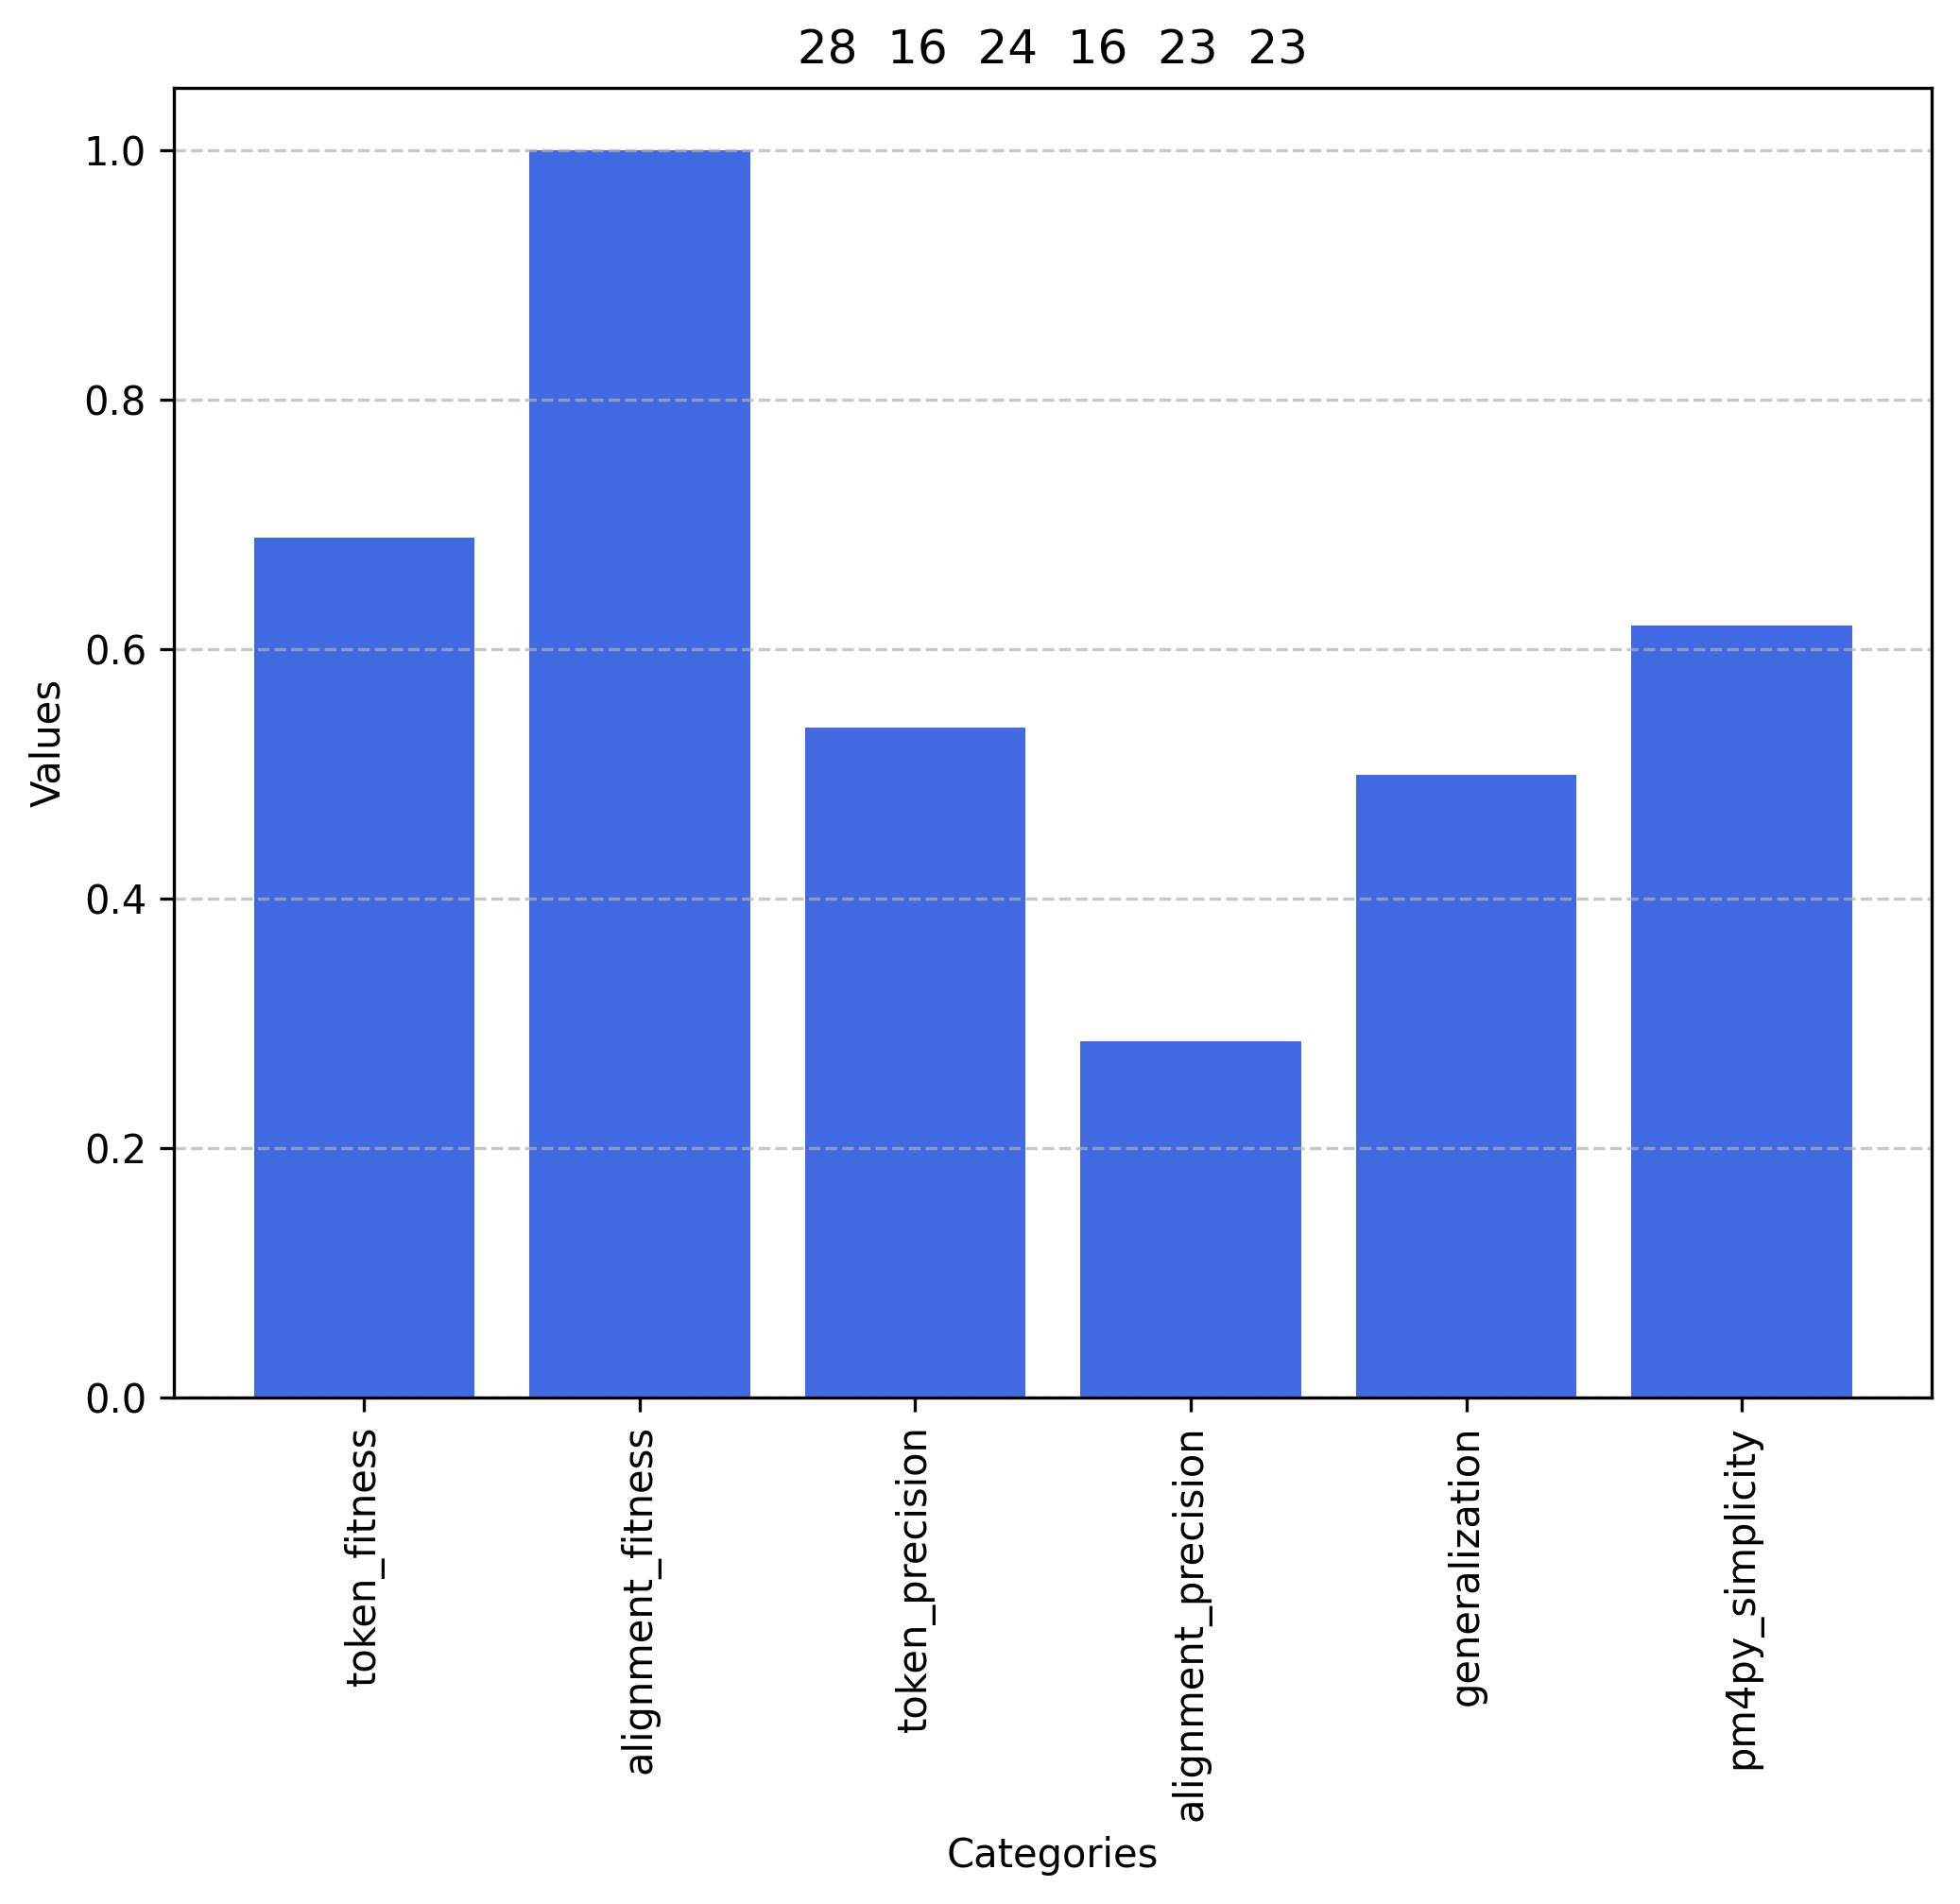 28 16 24 16 23 23
1.0
0.8
0.6
0.4
0.2
0.0
Values
token_fitness
alignment_fitness
token_precision
alignment_precision
generalization
pm4py_simplicity
Categories